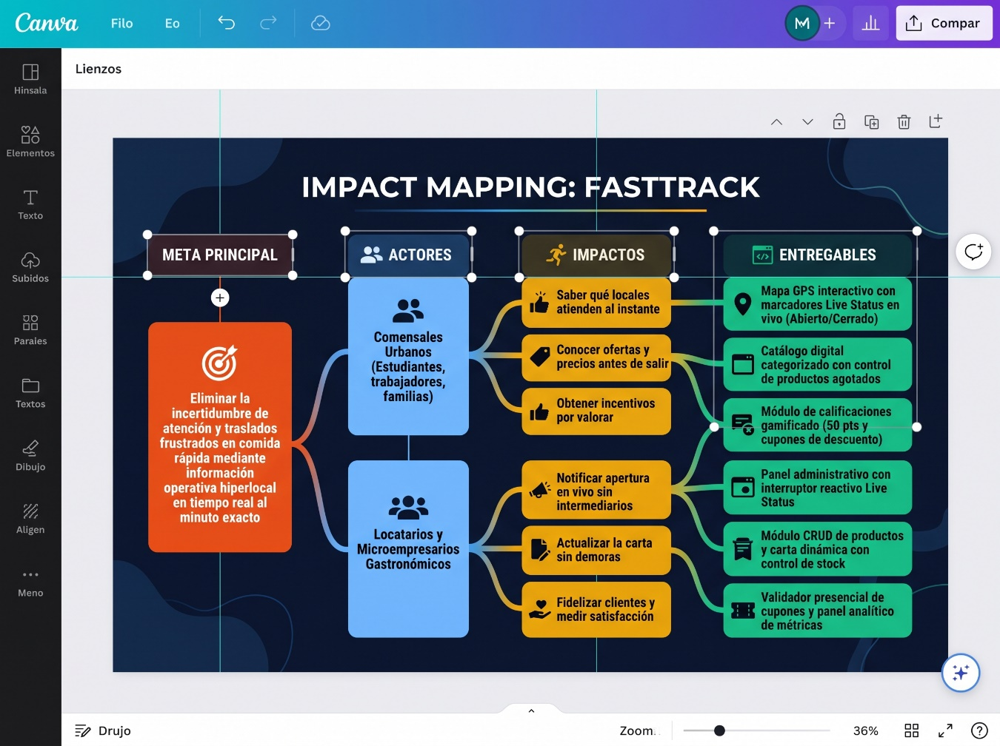 Canva
Filo
Eo
M
Compar
Lienzos
Hinsala
Elementos
Texto
Subidos
Paraies
Textos
Dibujo
Aligen
Meno
IMPACT MAPPING: FASTTRACK
META PRINCIPAL
ACTORES
IMPACTOS
ENTREGABLES
Eliminar la
incertidumbre de
atención y traslados
frustrados en comida
rápida mediante
información
operativa hiperlocal
en tiempo real al
minuto exacto
Comensales
Urbanos
(Estudiantes,
trabajadores,
familias)
Locatarios y
Microempresarios
Gastronómicos
Saber qué locales
atienden al instante
Conocer ofertas y
precios antes de salir
Obtener incentivos
por valorar
Notificar apertura
en vivo sin
intermediarios
Actualizar la carta
sin demoras
Fidelizar clientes y
medir satisfacción
Mapa GPS interactivo con
marcadores Live Status en
vivo (Abierto/Cerrado)
Catálogo digital
categorizado con control
de productos agotados
Módulo de calificaciones
gamificado (50 pts y
cupones de descuento)
Panel administrativo con
interruptor reactivo Live
Status
Módulo CRUD de productos
y carta dinámica con
control de stock
Validador presencial de
cupones y panel analítico
de métricas
Drujo
Zoom..
36%